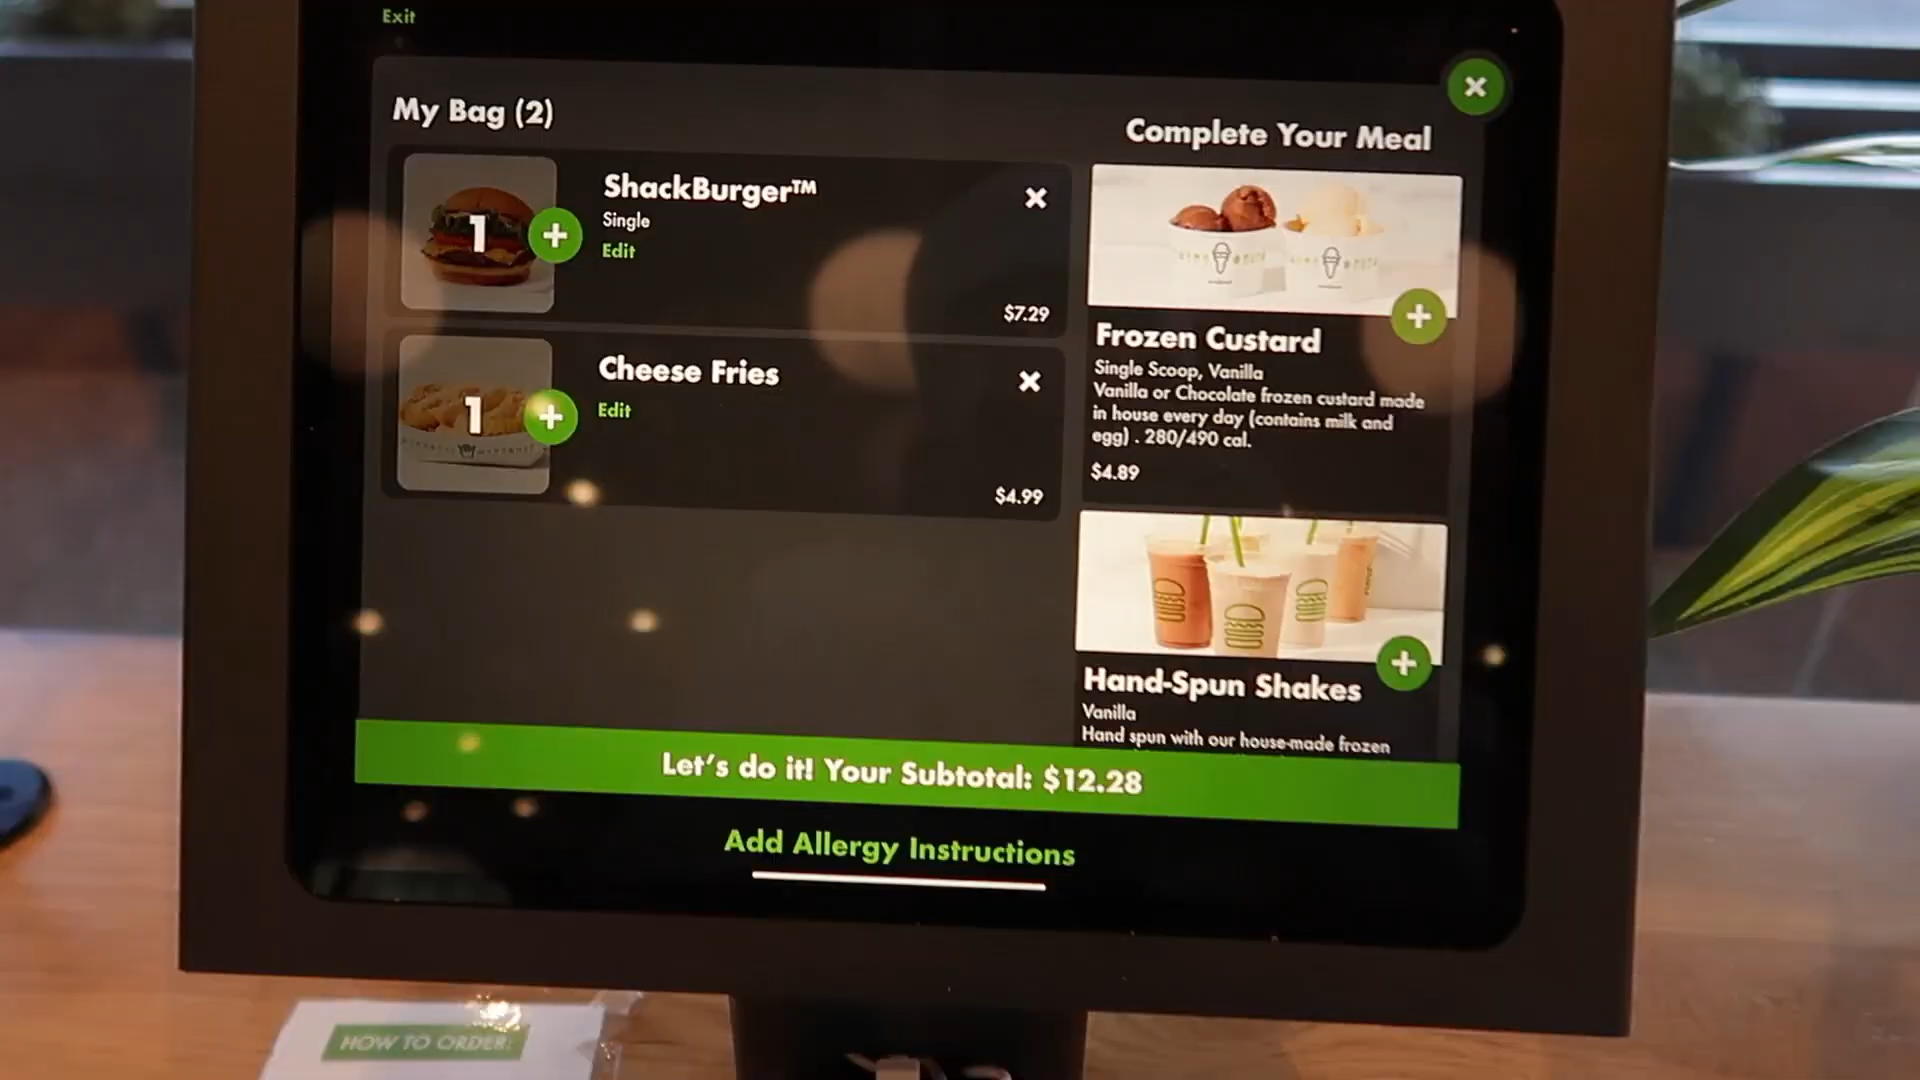 Exit
My Bag (2)
1
+
ShackBurger™
Single
Edit
$7.29
1
+
Cheese Fries
Edit
$4.99
Complete Your Meal
Frozen Custard
Single Scoop, Vanilla
Vanilla or Chocolate frozen custard made
in house every day (contains milk and
egg) . 280/490 cal.
$4.89
Hand-Spun Shakes
Vanilla
Hand spun with our house-made frozen
Let's do it! Your Subtotal: $12.28
Add Allergy Instructions
HOW TO ORDER: